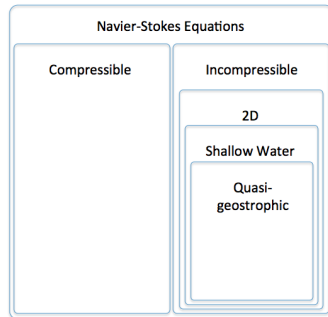 Navier-Stokes Equations
Compressible
Incompressible
2D
Shallow Water
Quasi-
geostrophic